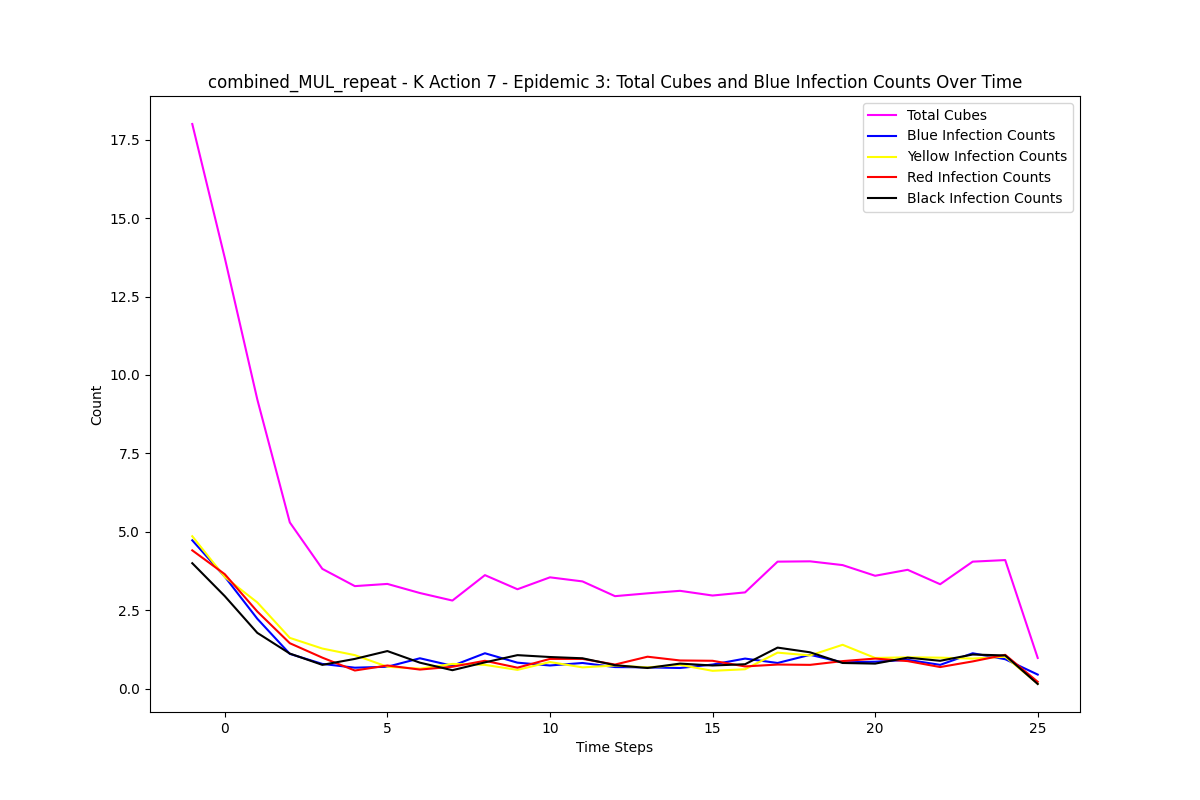 combined_MUL_repeat - K Action 7 - Epidemic 3: Total Cubes and Blue Infection Counts Over Time
Total Cubes
Blue Infection Counts
Yellow Infection Counts
Red Infection Counts
Black Infection Counts
17.5
15.0
12.5
10.0
7.5
5.0
2.5
0.0
Count
0 5 10 15 20 25
Time Steps